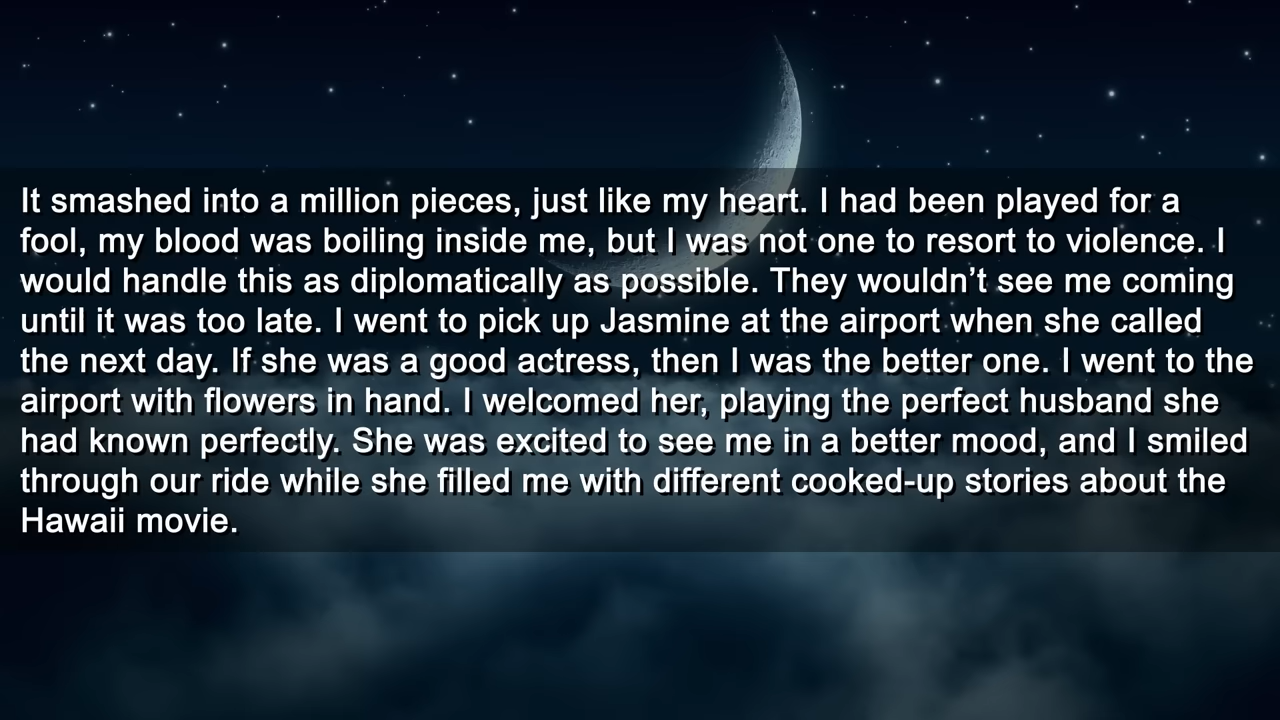 It smashed into a million pieces, just like my heart. I had been played for a
fool, my blood was boiling inside me, but I was not one to resort to violence. I
would handle this as diplomatically as possible. They wouldn’t see me coming
until it was too late. I went to pick up Jasmine at the airport when she called
the next day. If she was a good actress, then I was the better one. I went to the
airport with flowers in hand. I welcomed her, playing the perfect husband she
had known perfectly. She was excited to see me in a better mood, and I smiled
through our ride while she filled me with different cooked-up stories about the
Hawaii movie.